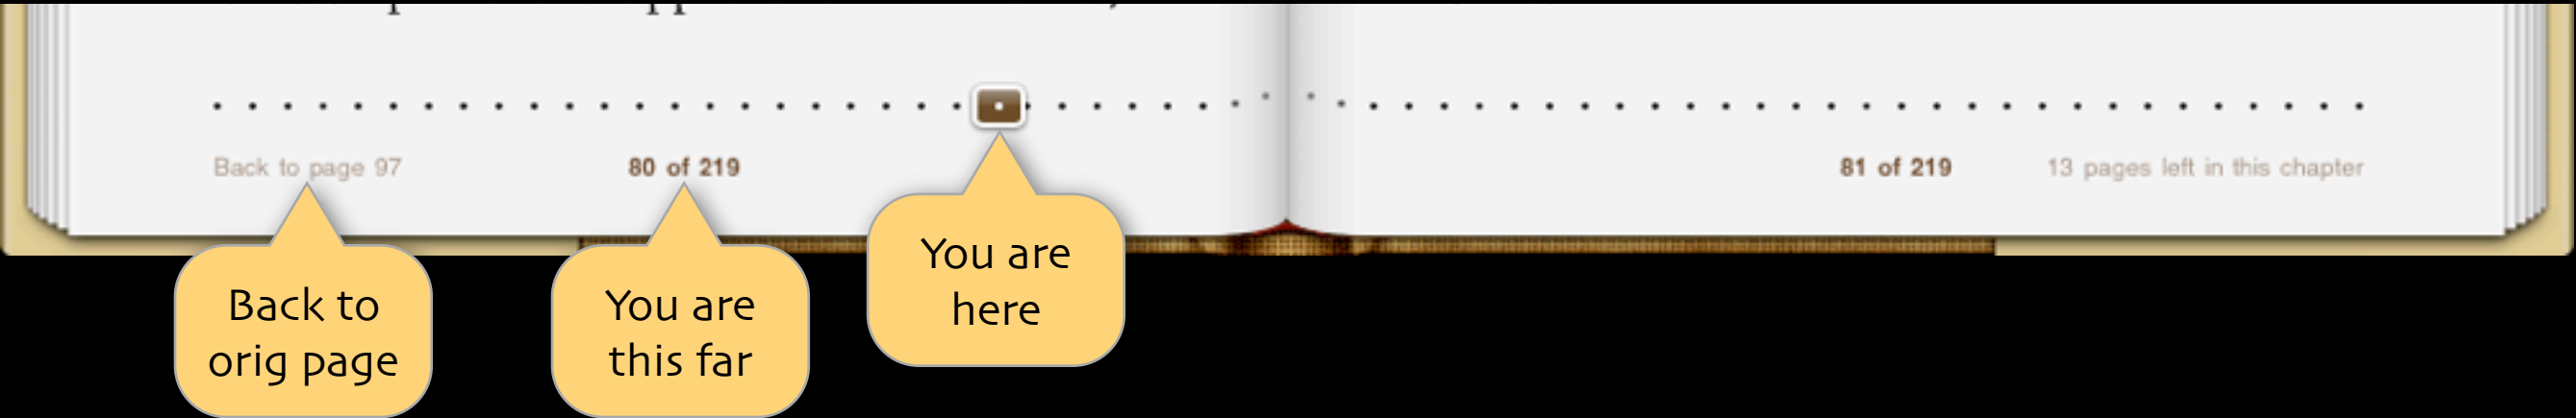 Back to page 97
80 of 219
81 of 219
13 pages left in this chapter
You are
here
Back to
orig page
You are
this far